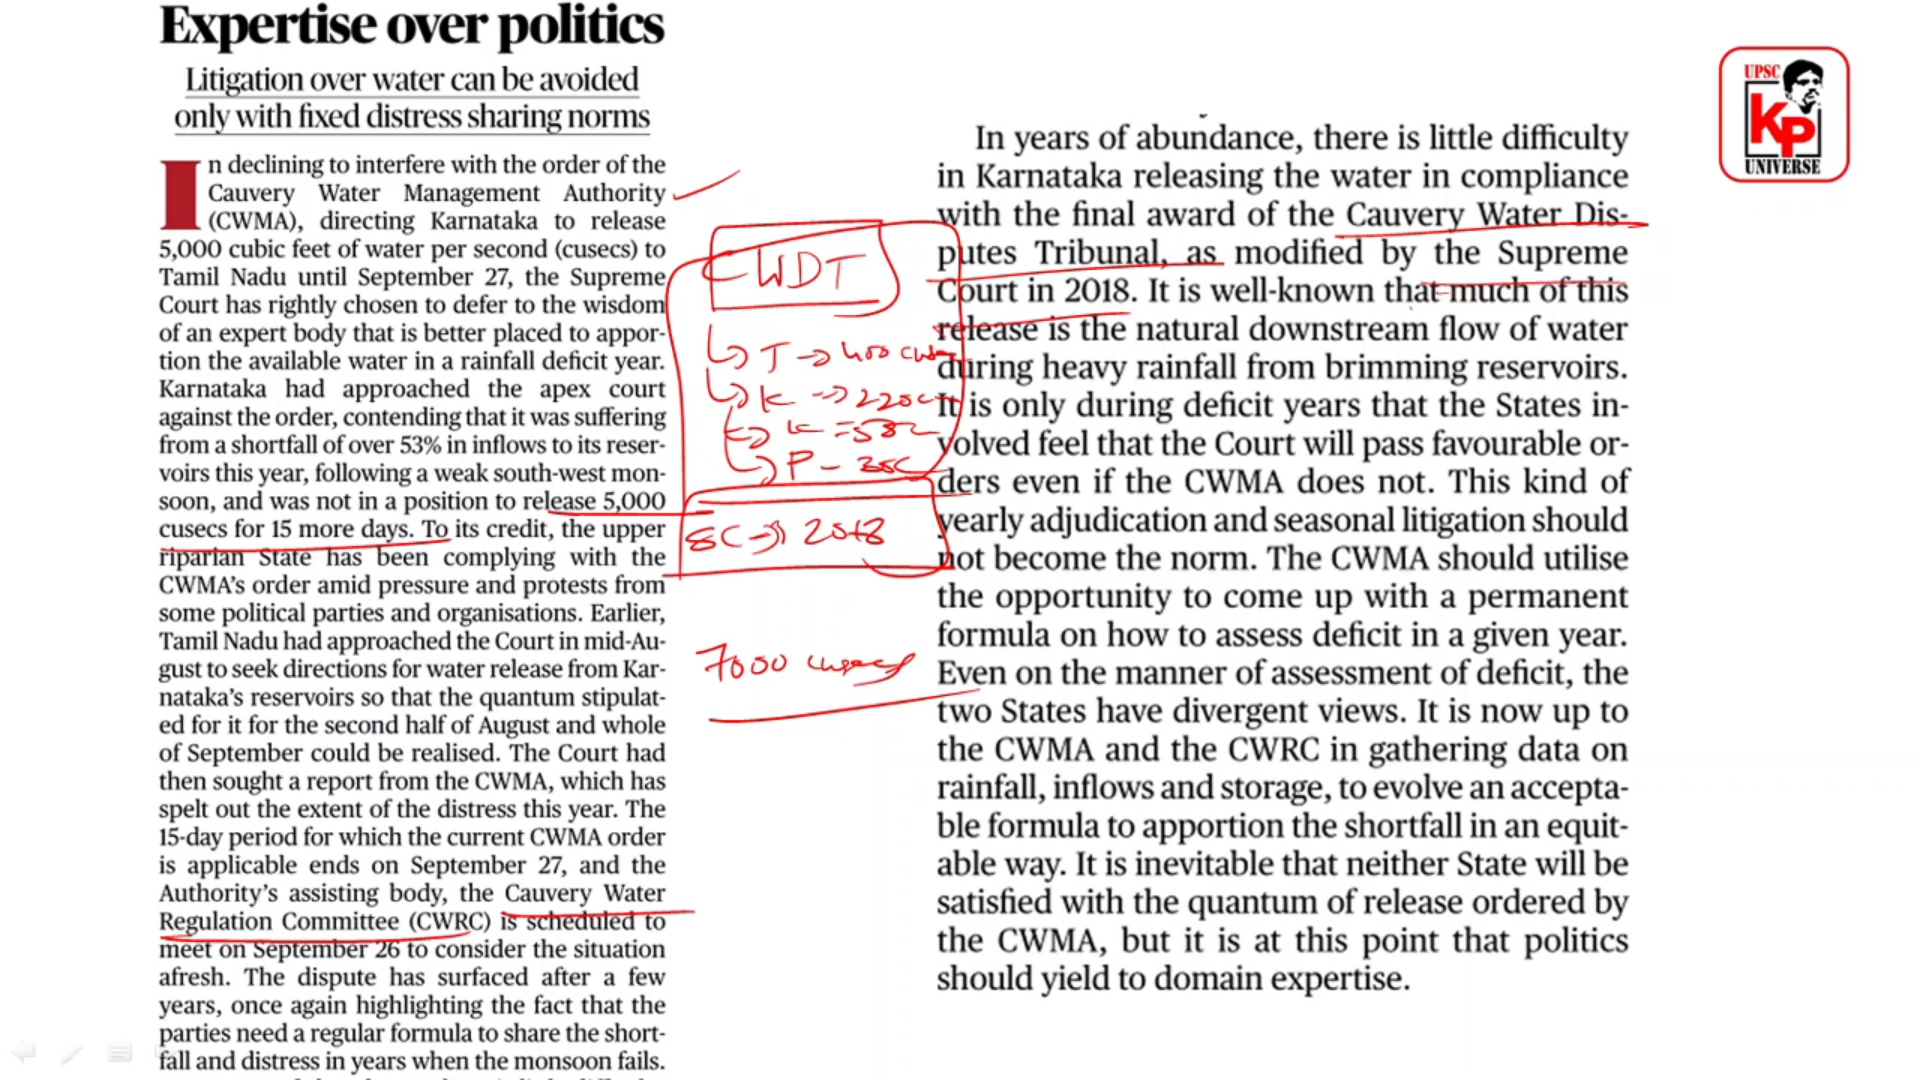 Expertise over politics
Litigation over water can be avoided
only with fixed distress sharing norms
In declining to interfere with the order of the
Cauvery Water Management Authority
(CWMA), directing Karnataka to release
5,000 cubic feet of water per second (cusecs) to
Tamil Nadu until September 27, the Supreme
Court has rightly chosen to defer to the wisdom
of an expert body that is better placed to appor-
tion the available water in a rainfall deficit year.
Karnataka had approached the apex court
against the order, contending that it was suffering
from a shortfall of over 53% in inflows to its reser-
voirs this year, following a weak south-west mon-
soon, and was not in a position to release 5,000
cusecs for 15 more days. To its credit, the upper
riparian State has been complying with the
CWMA's order amid pressure and protests from
some political parties and organisations. Earlier,
Tamil Nadu had approached the Court in mid-Au-
gust to seek directions for water release from Kar-
nataka's reservoirs so that the quantum stipulat-
ed for it for the second half of August and whole
of September could be realised. The Court had
then sought a report from the CWMA, which has
spelt out the extent of the distress this year. The
15-day period for which the current CWMA order
is applicable ends on September 27, and the
Authority's assisting body, the Cauvery Water
Regulation Committee (CWRC) is scheduled to
meet on September 26 to consider the situation
afresh. The dispute has surfaced after a few
years, once again highlighting the fact that the
parties need a regular formula to share the short-
fall and distress in years when the monsoon fails.
CWDT
T → 400
K → 220
K =
P -
SC → 2018
7000 cusecs
In years of abundance, there is little difficulty
in Karnataka releasing the water in compliance
with the final award of the Cauvery Water Dis-
putes Tribunal, as modified by the Supreme
Court in 2018. It is well-known that much of this
release is the natural downstream flow of water
during heavy rainfall from brimming reservoirs.
It is only during deficit years that the States in-
volved feel that the Court will pass favourable or-
ders even if the CWMA does not. This kind of
yearly adjudication and seasonal litigation should
not become the norm. The CWMA should utilise
the opportunity to come up with a permanent
formula on how to assess deficit in a given year.
Even on the manner of assessment of deficit, the
two States have divergent views. It is now up to
the CWMA and the CWRC in gathering data on
rainfall, inflows and storage, to evolve an accepta-
ble formula to apportion the shortfall in an equit-
able way. It is inevitable that neither State will be
satisfied with the quantum of release ordered by
the CWMA, but it is at this point that politics
should yield to domain expertise.
UPSC
KP
UNIVERSE